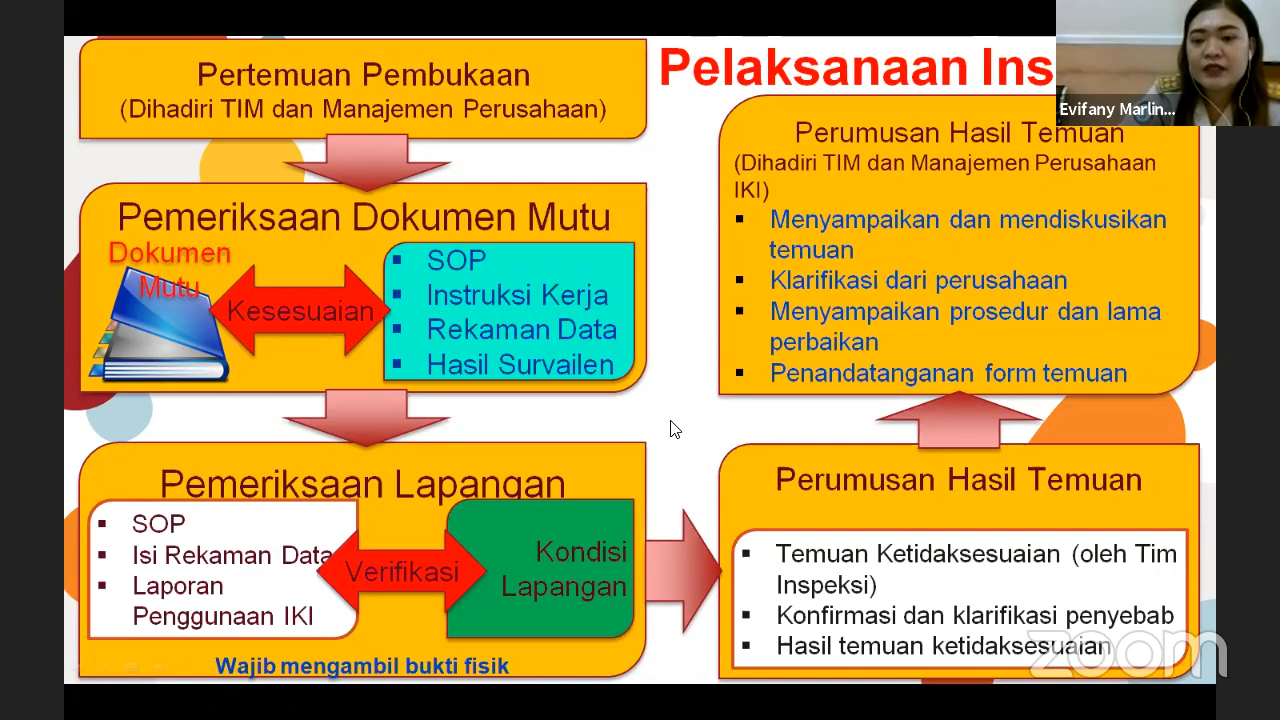 Pelaksanaan Ins
Evifany Marlin...
Pertemuan Pembukaan
(Dihadiri TIM dan Manajemen Perusahaan)
Pemeriksaan Dokumen Mutu
Dokumen
Mutu
Kesesuaian
SOP
Instruksi Kerja
Rekaman Data
Hasil Survailen
Pemeriksaan Lapangan
SOP
Isi Rekaman Data
Laporan
Penggunaan IKI
Verifikasi
Kondisi
Lapangan
Wajib mengambil bukti fisik
Perumusan Hasil Temuan
Temuan Ketidaksesuaian (oleh Tim
Inspeksi)
Konfirmasi dan klarifikasi penyebab
Hasil temuan ketidaksesuaian
Perumusan Hasil Temuan
(Dihadiri TIM dan Manajemen Perusahaan
IKI)
Menyampaikan dan mendiskusikan
temuan
Klarifikasi dari perusahaan
Menyampaikan prosedur dan lama
perbaikan
Penandatanganan form temuan
zoom